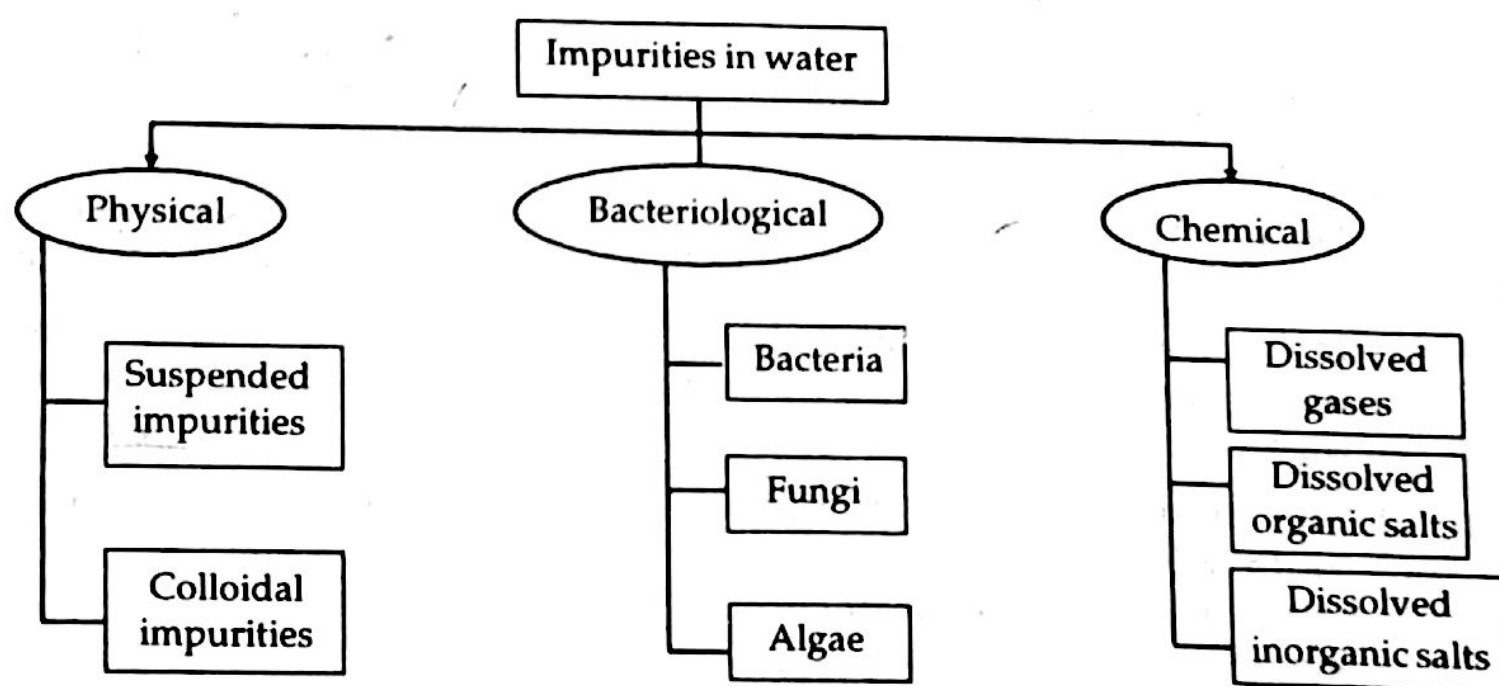 Impurities in water
Physical
Bacteriological
Chemical
Suspended
impurities
Colloidal
impurities
Bacteria
Fungi
Algae
Dissolved
gases
Dissolved
organic salts
Dissolved
inorganic salts